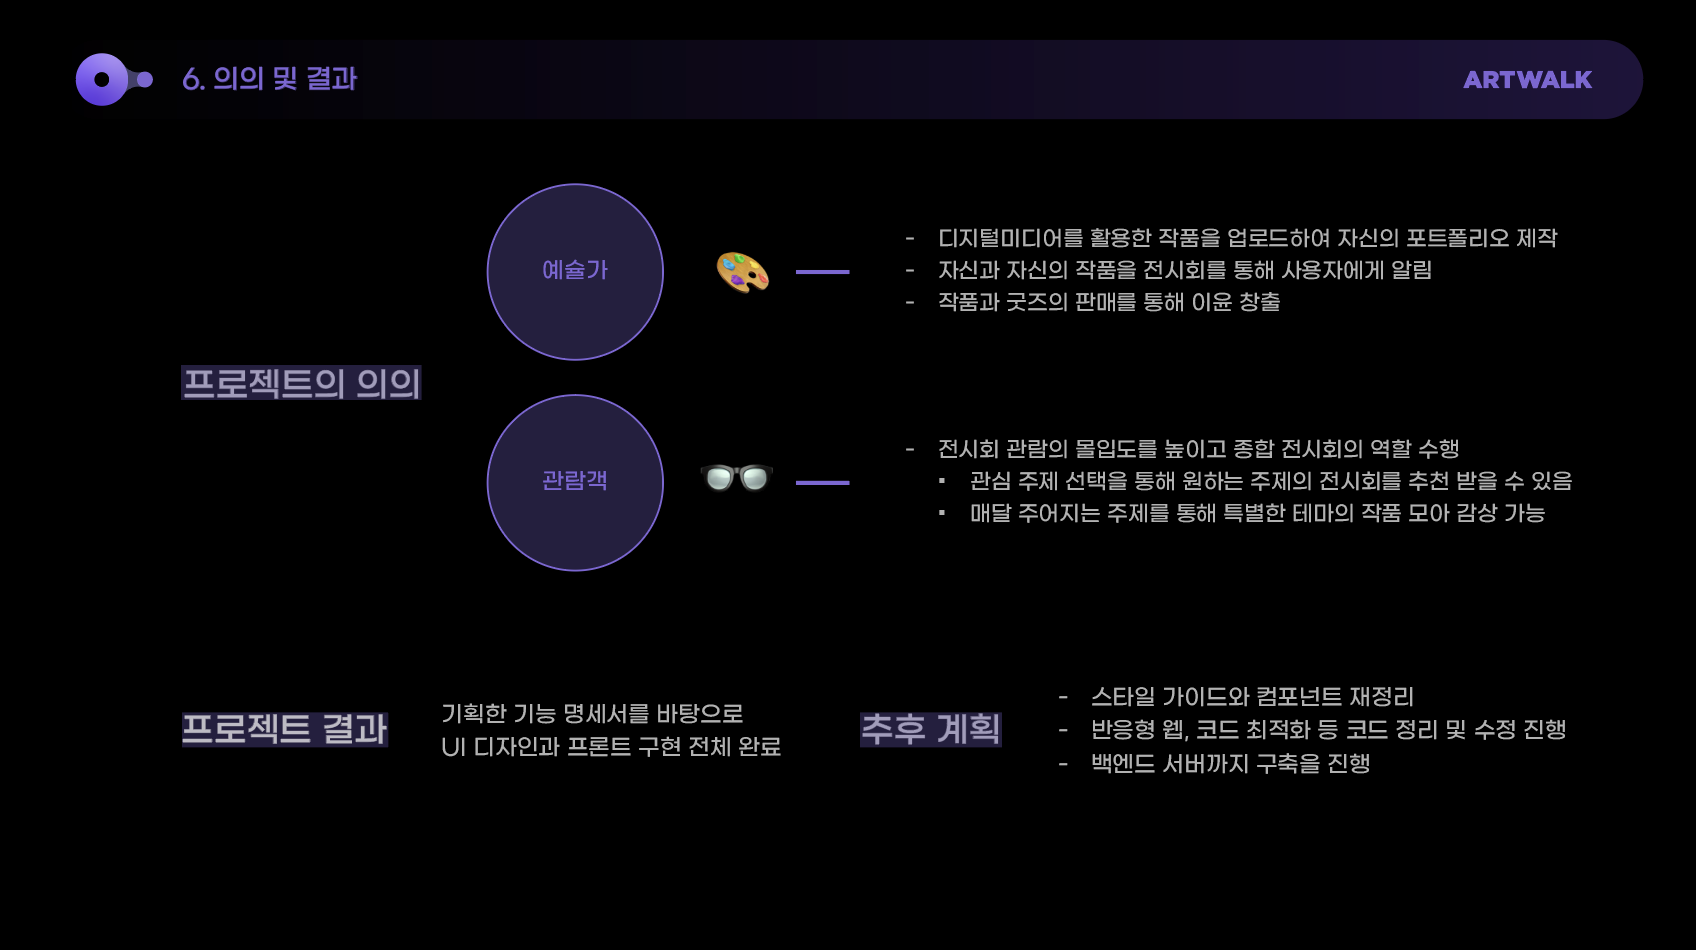 6. 의의 및 결과
ARTWALK
프로젝트의 의의
예술가
- 디지털미디어를 활용한 작품을 업로드하여 자신의 포트폴리오 제작
- 자신과 자신의 작품을 전시회를 통해 사용자에게 알림
- 작품과 굿즈의 판매를 통해 이윤 창출
관람객
- 전시회 관람의 몰입도를 높이고 종합 전시회의 역할 수행
▪ 관심 주제 선택을 통해 원하는 주제의 전시회를 추천 받을 수 있음
▪ 매달 주어지는 주제를 통해 특별한 테마의 작품 모아 감상 가능
프로젝트 결과
기획한 기능 명세서를 바탕으로
UI 디자인과 프론트 구현 전체 완료
추후 계획
- 스타일 가이드와 컴포넌트 재정리
- 반응형 웹, 코드 최적화 등 코드 정리 및 수정 진행
- 백엔드 서버까지 구축을 진행